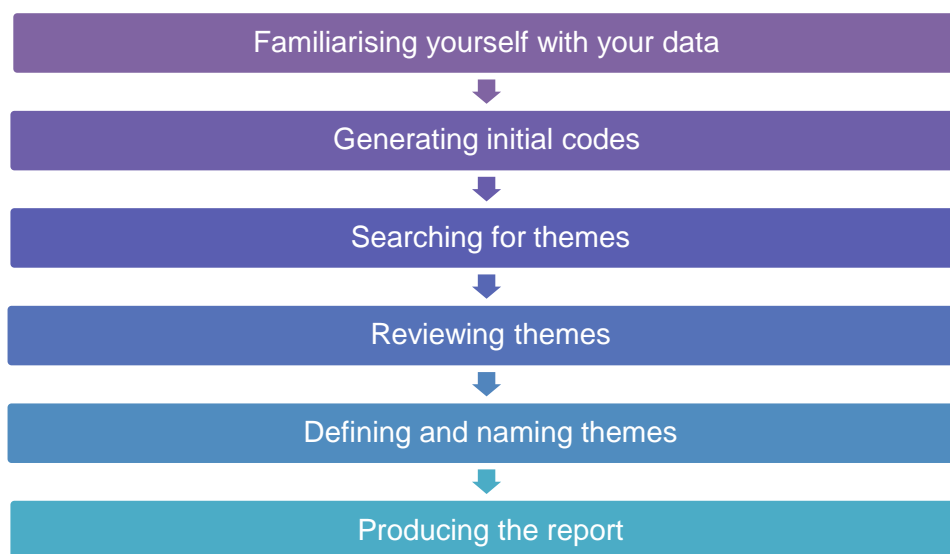 Familiarising yourself with your data
Generating initial codes
Searching for themes
Reviewing themes
Defining and naming themes
Producing the report